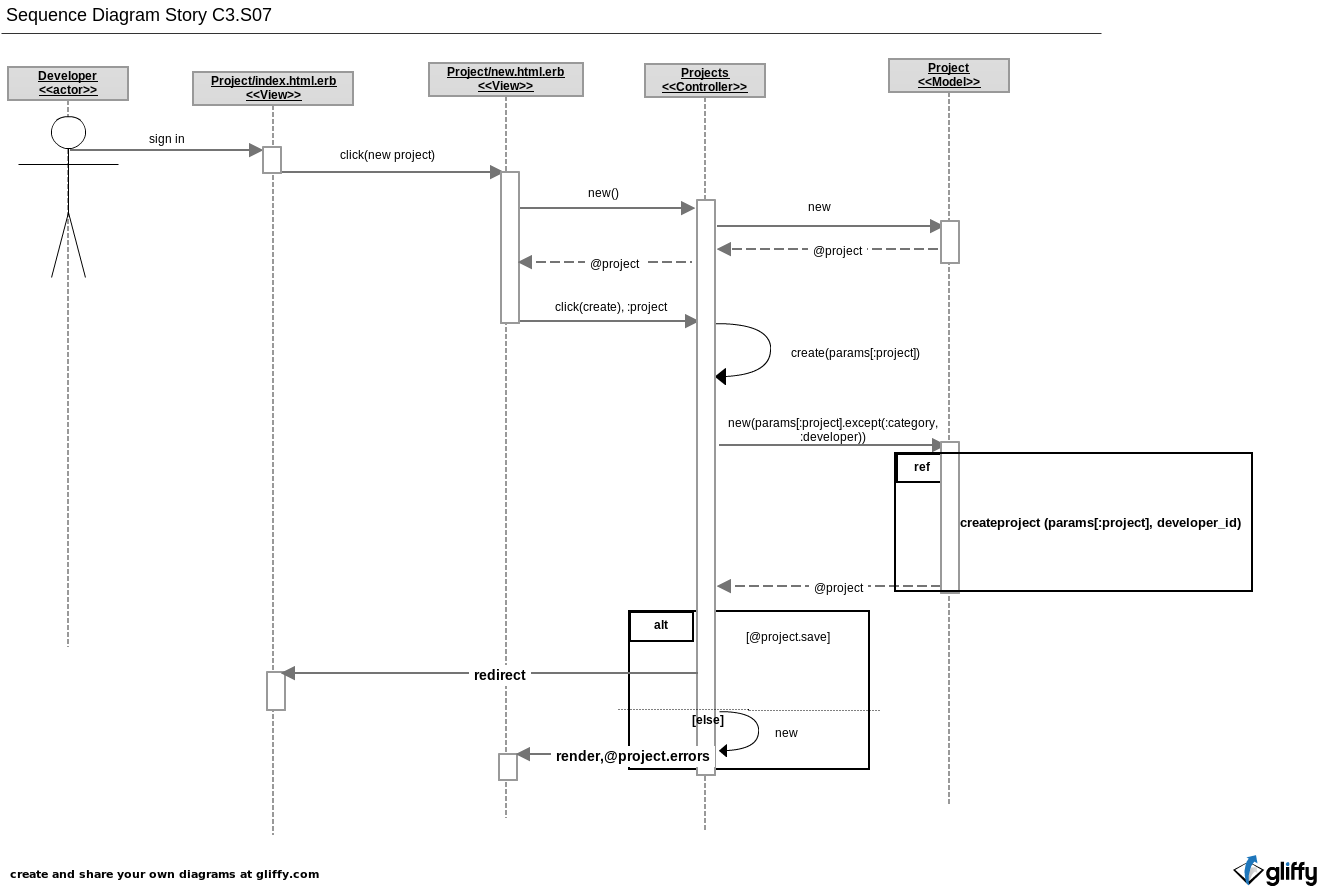 Sequence Diagram Story C3.S07
Developer
<<actor>>
Project/index.html.erb
<<View>>
Project/new.html.erb
<<View>>
Projects
<<Controller>>
Project
<<Model>>
sign in
click(new project)
new()
new
@project
@project
click(create), :project
create(params[:project])
new(params[:project].except(:category,
:developer))
ref
createproject (params[:project], developer_id)
@project
alt
[@project.save]
redirect
[else]
new
render,@project.errors
create and share your own diagrams at gliffy.com
gliffy